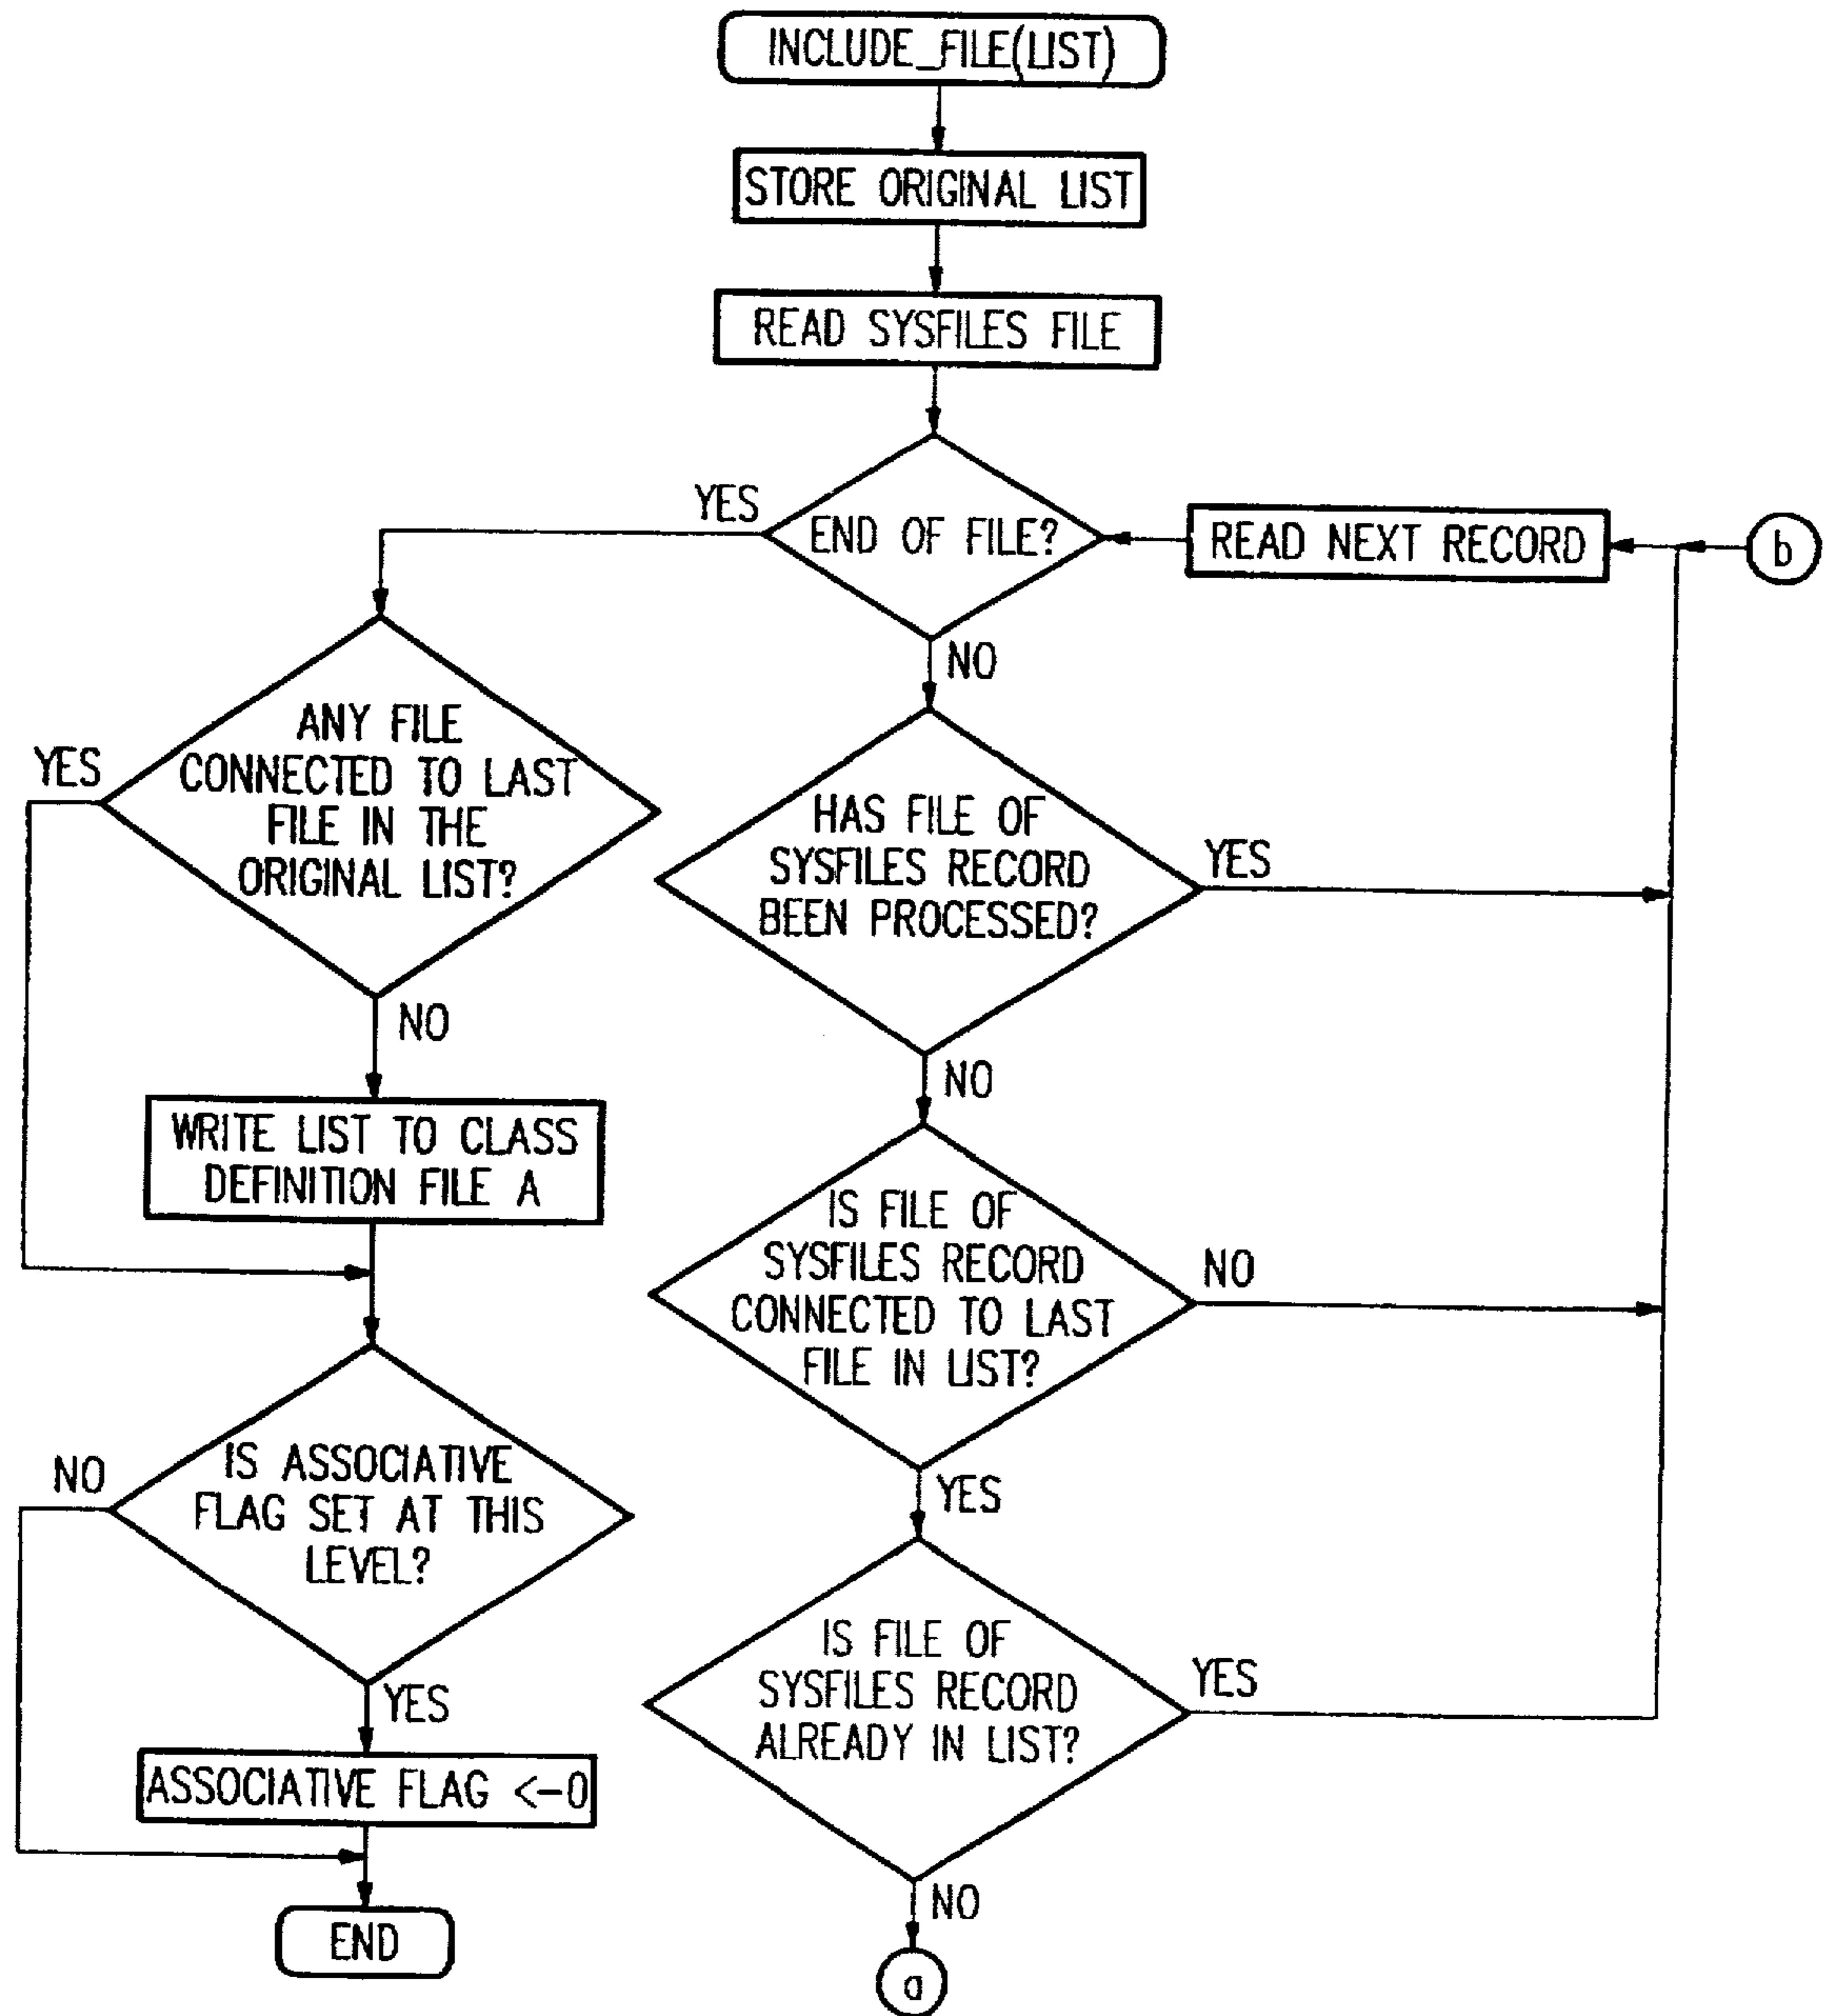 INCLUDE_FILE(LIST)
STORE ORIGINAL LIST
READ SYSFILES FILE
YES
END OF FILE?
READ NEXT RECORD
b
NO
ANY FILE
CONNECTED TO LAST
FILE IN THE
ORIGINAL LIST?
YES
NO
HAS FILE OF
SYSFILES RECORD
BEEN PROCESSED?
YES
NO
WRITE LIST TO CLASS
DEFINITION FILE A
IS FILE OF
SYSFILES RECORD
CONNECTED TO LAST
FILE IN LIST?
NO
YES
IS ASSOCIATIVE
FLAG SET AT THIS
LEVEL?
NO
YES
IS FILE OF
SYSFILES RECORD
ALREADY IN LIST?
YES
NO
ASSOCIATIVE FLAG <-0
END
a